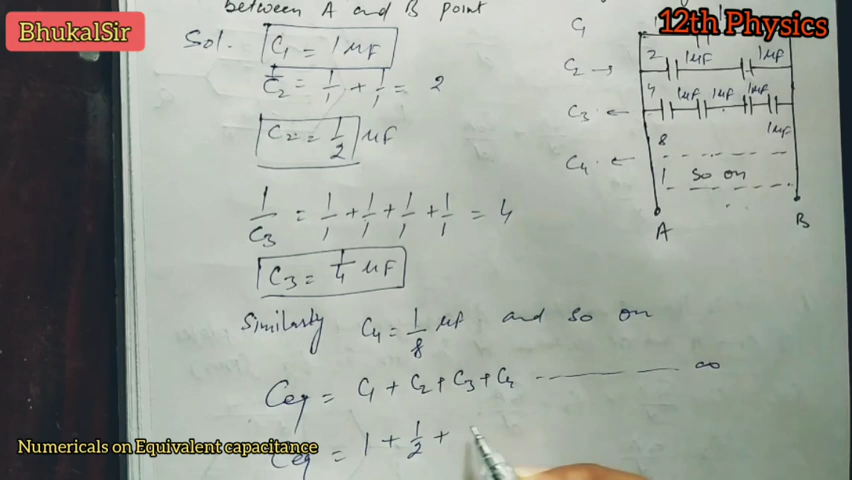 between A and B point
BhukalSir
12th Physics
Sol. C1 = 1 μF
1/C2 = 1/1 + 1/1 = 2
C2 = 1/2 μF
1/C3 = 1/1 + 1/1 + 1/1 + 1/1 = 4
C3 = 1/4 μF
Similarly C4 = 1/8 μF and so on
Ceq = C1 + C2 + C3 + C4 ------------ ∞
Ceq = 1 + 1/2 +
Numericals on Equivalent capacitance
C1 1
C2 → 2 1μF 1μF
C3 ← 4 1μF 1μF 1μF 1μF
C4 ← 8
1 so on
A B